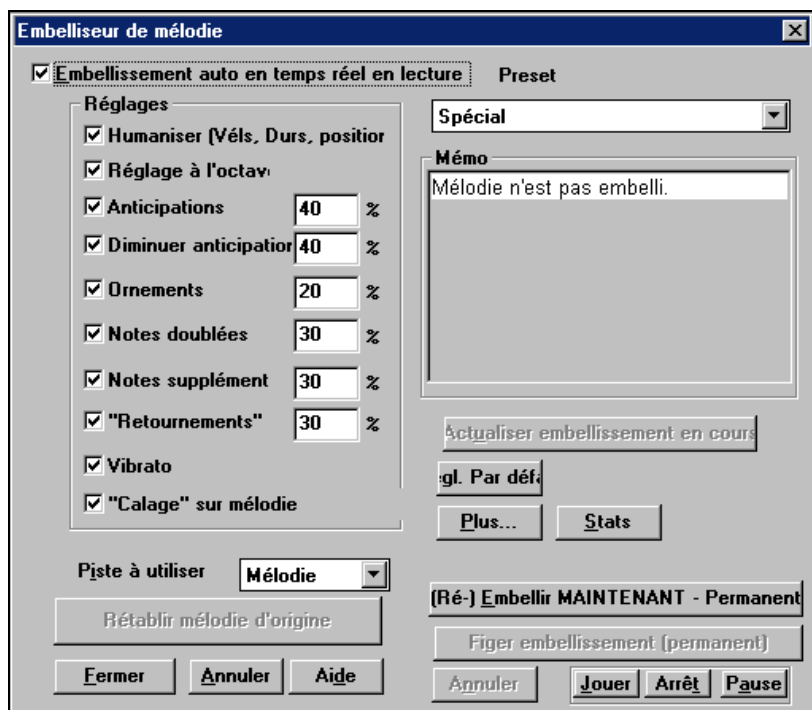 Embelliseur de mélodie
Embellissement auto en temps réel en lecture
Preset
Réglages
Humaniser (Véls, Durs, position
Réglage à l'octav
Anticipations 40 %
Diminuer anticipation 40 %
Ornements 20 %
Notes doublées 30 %
Notes supplément 30 %
"Retournements" 30 %
Vibrato
"Calage" sur mélodie
Spécial
Mémo
Mélodie n'est pas embelli.
Actualiser embellissement en cours
gl. Par défa
Plus... Stats
Piste à utiliser Mélodie
Rétablir mélodie d'origine
Fermer Annuler Aide
(Ré-) Embellir MAINTENANT - Permanent
Figer embellissement (permanent)
Annuler Jouer Arrêt Pause